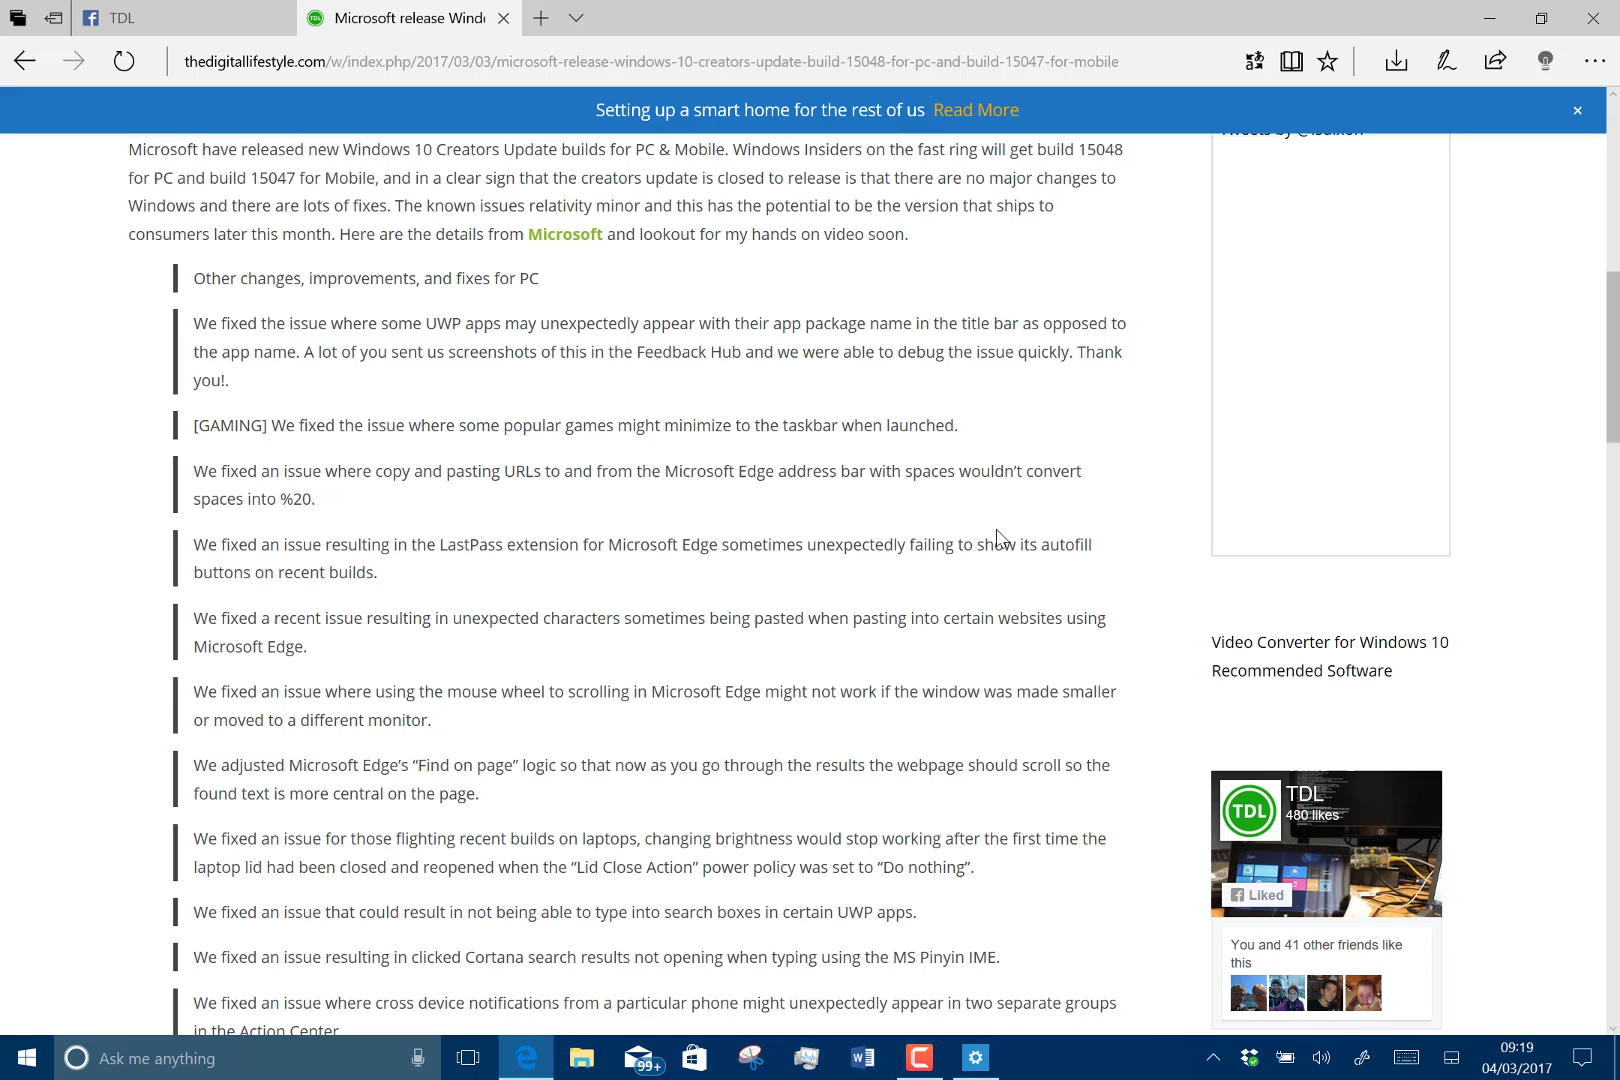 TDL
Microsoft release Wind
thedigitallifestyle.com/w/index.php/2017/03/03/microsoft-release-windows-10-creators-update-build-15048-for-pc-and-build-15047-for-mobile
Setting up a smart home for the rest of us Read More
Microsoft have released new Windows 10 Creators Update builds for PC & Mobile. Windows Insiders on the fast ring will get build 15048
for PC and build 15047 for Mobile, and in a clear sign that the creators update is closed to release is that there are no major changes to
Windows and there are lots of fixes. The known issues relativity minor and this has the potential to be the version that ships to
consumers later this month. Here are the details from Microsoft and lookout for my hands on video soon.
Other changes, improvements, and fixes for PC
We fixed the issue where some UWP apps may unexpectedly appear with their app package name in the title bar as opposed to
the app name. A lot of you sent us screenshots of this in the Feedback Hub and we were able to debug the issue quickly. Thank
you!.
[GAMING] We fixed the issue where some popular games might minimize to the taskbar when launched.
We fixed an issue where copy and pasting URLs to and from the Microsoft Edge address bar with spaces wouldn’t convert
spaces into %20.
We fixed an issue resulting in the LastPass extension for Microsoft Edge sometimes unexpectedly failing to show its autofill
buttons on recent builds.
We fixed a recent issue resulting in unexpected characters sometimes being pasted when pasting into certain websites using
Microsoft Edge.
We fixed an issue where using the mouse wheel to scrolling in Microsoft Edge might not work if the window was made smaller
or moved to a different monitor.
We adjusted Microsoft Edge’s “Find on page” logic so that now as you go through the results the webpage should scroll so the
found text is more central on the page.
We fixed an issue for those flighting recent builds on laptops, changing brightness would stop working after the first time the
laptop lid had been closed and reopened when the “Lid Close Action” power policy was set to “Do nothing”.
We fixed an issue that could result in not being able to type into search boxes in certain UWP apps.
We fixed an issue resulting in clicked Cortana search results not opening when typing using the MS Pinyin IME.
We fixed an issue where cross device notifications from a particular phone might unexpectedly appear in two separate groups
in the Action Center
Tweets by
Video Converter for Windows 10
Recommended Software
TDL
TDL
480 likes
Liked
You and 41 other friends like
this
Ask me anything
99+
09:19
04/03/2017